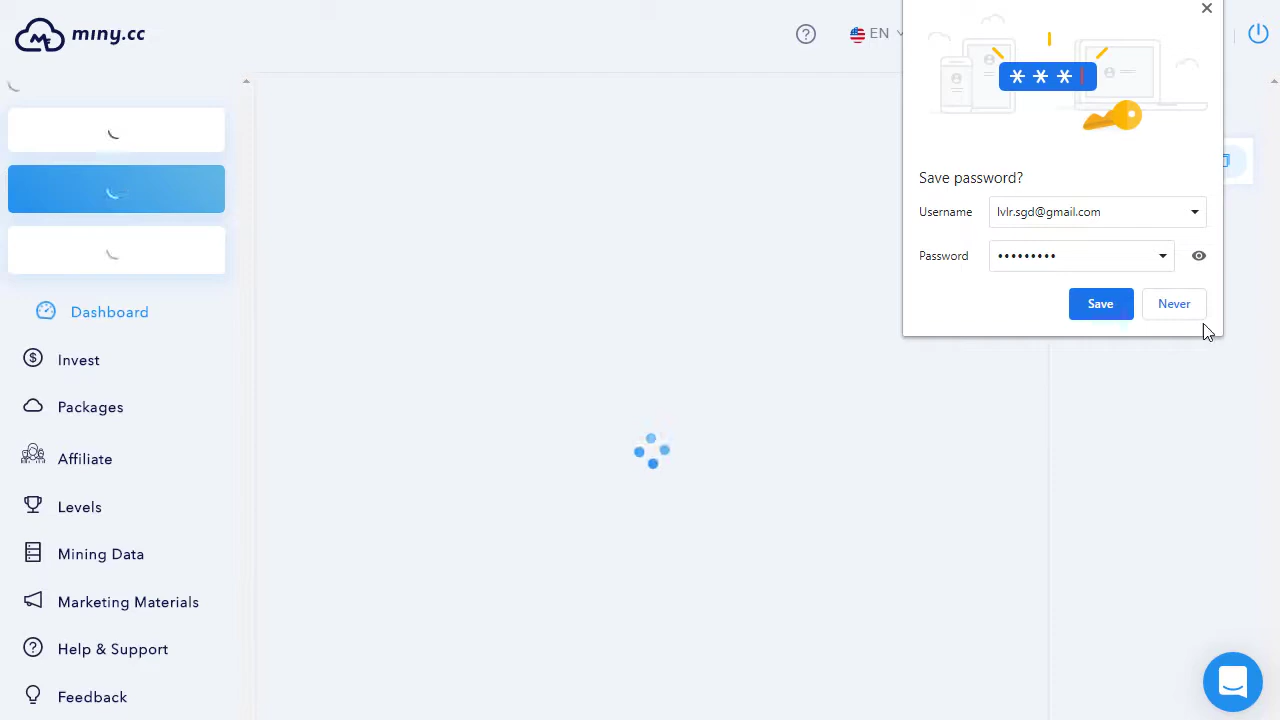 miny.cc
EN
Save password?
Username
lvlr.sgd@gmail.com
Password
•••••••••
Save
Never
Dashboard
Invest
Packages
Affiliate
Levels
Mining Data
Marketing Materials
Help & Support
Feedback